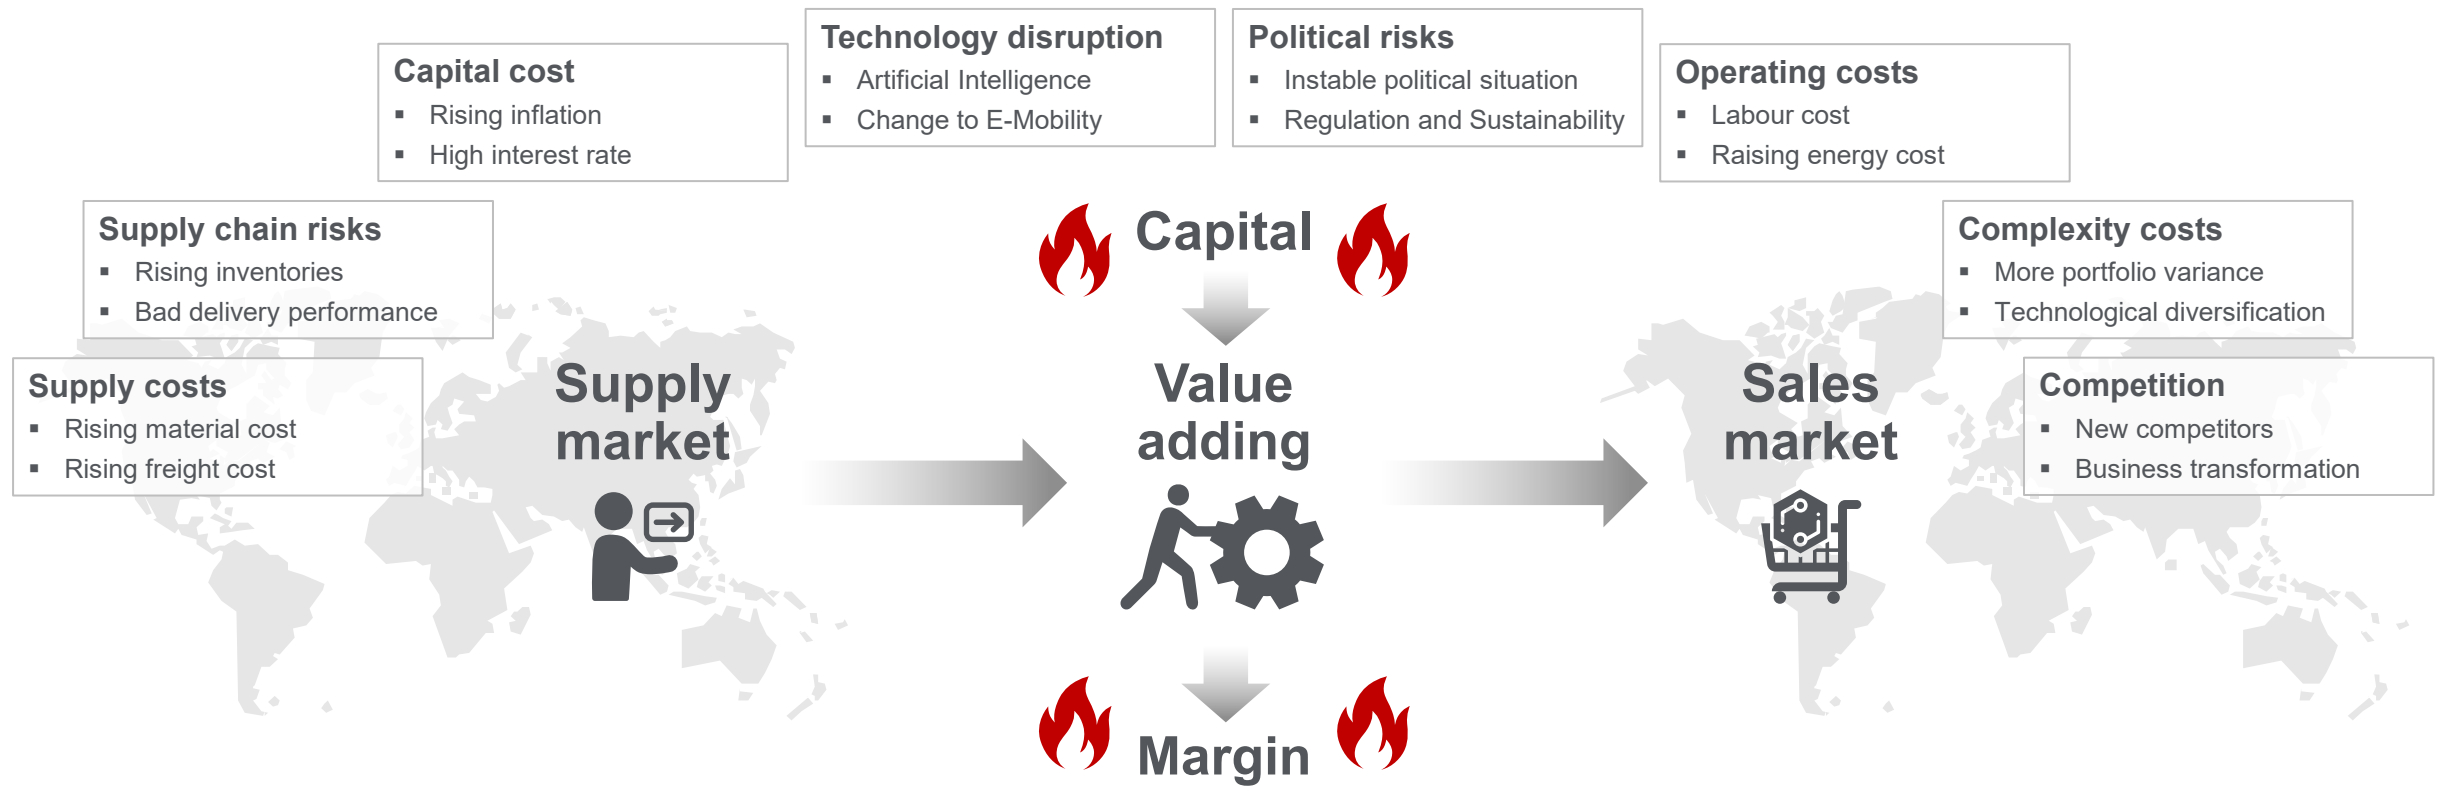 Technology disruption
▪ Artificial Intelligence
▪ Change to E-Mobility
Political risks
▪ Instable political situation
▪ Regulation and Sustainability
Capital cost
▪ Rising inflation
▪ High interest rate
Operating costs
▪ Labour cost
▪ Raising energy cost
Supply chain risks
▪ Rising inventories
▪ Bad delivery performance
Capital
Complexity costs
▪ More portfolio variance
▪ Technological diversification
Supply costs
▪ Rising material cost
▪ Rising freight cost
Supply
market
Value
adding
Sales
market
Competition
▪ New competitors
▪ Business transformation
Margin